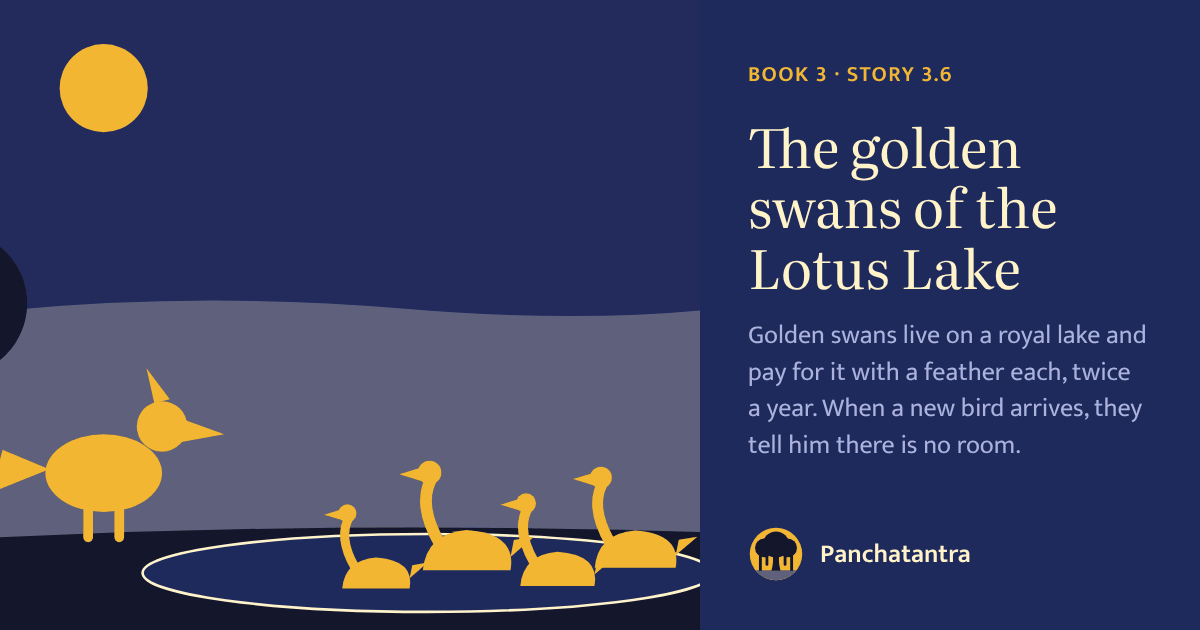 BOOK 3 · STORY 3.6
The golden
swans of the
Lotus Lake
Golden swans live on a royal lake and
pay for it with a feather each, twice
a year. When a new bird arrives, they
tell him there is no room.
Panchatantra